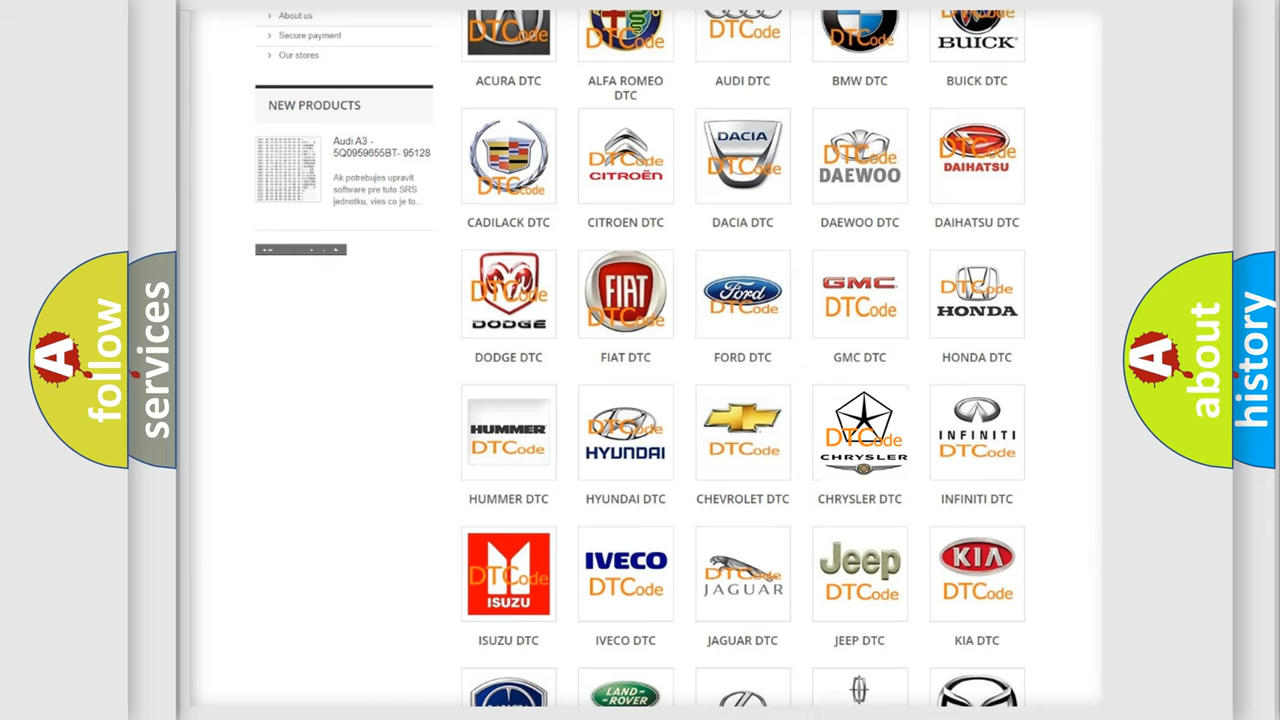 About us
Secure payment
Our stores
NEW PRODUCTS
Audi A3 -
5Q0959655BT- 95128
Ak potrebujes upravit
software pre tuto SRS
jednotku, vies co je to...
DTCode DTCode DTCode DTCode BUICK
ACURA DTC ALFA ROMEO DTC AUDI DTC BMW DTC BUICK DTC
DTCode DTCode CITROËN DACIA DTCode DTCode DAEWOO DTCode DAIHATSU
CADILACK DTC CITROEN DTC DACIA DTC DAEWOO DTC DAIHATSU DTC
DTCode DODGE FIAT DTCode Ford DTCode GMC DTCode DTCode HONDA
DODGE DTC FIAT DTC FORD DTC GMC DTC HONDA DTC
HUMMER DTCode DTCode HYUNDAI DTCode DTCode CHRYSLER INFINITI DTCode
HUMMER DTC HYUNDAI DTC CHEVROLET DTC CHRYSLER DTC INFINITI DTC
DTCode ISUZU IVECO DTCode DTCode JAGUAR Jeep DTCode KIA DTCode
ISUZU DTC IVECO DTC JAGUAR DTC JEEP DTC KIA DTC
LAND-
ROVER
A follow
services
A about
history